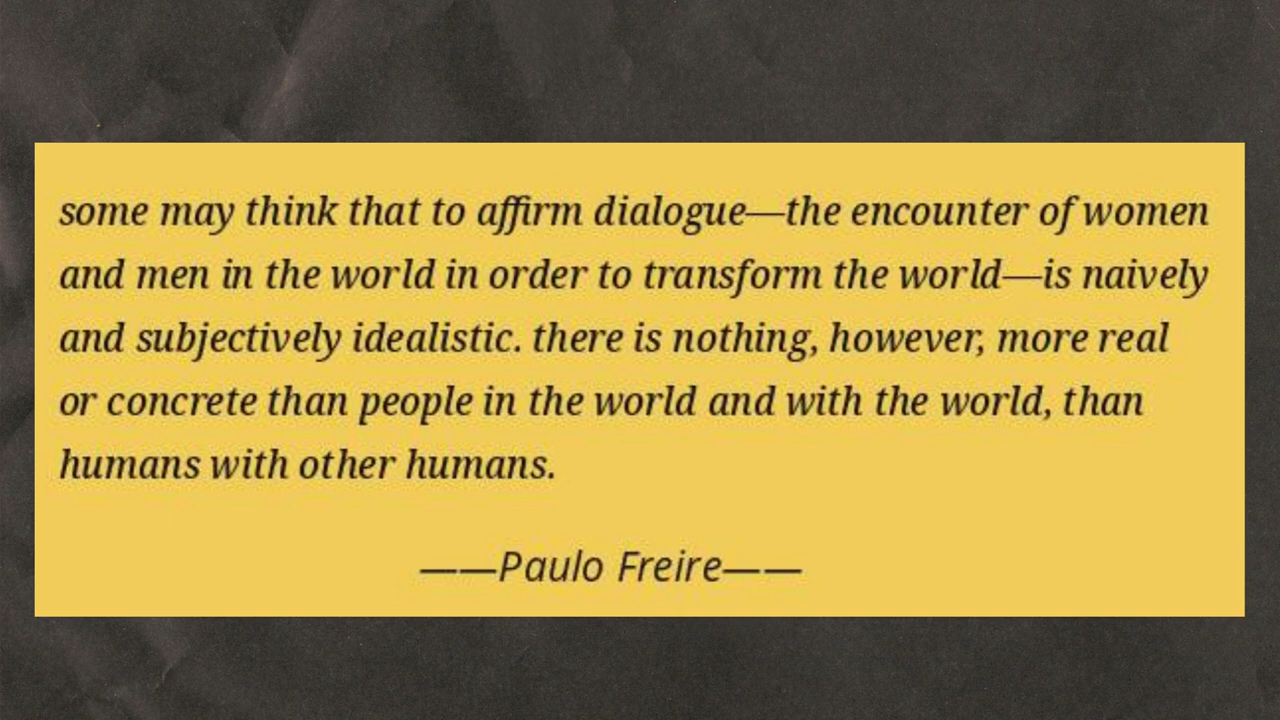 some may think that to affirm dialogue—the encounter of women
and men in the world in order to transform the world—is naively
and subjectively idealistic. there is nothing, however, more real
or concrete than people in the world and with the world, than
humans with other humans.
——Paulo Freire——